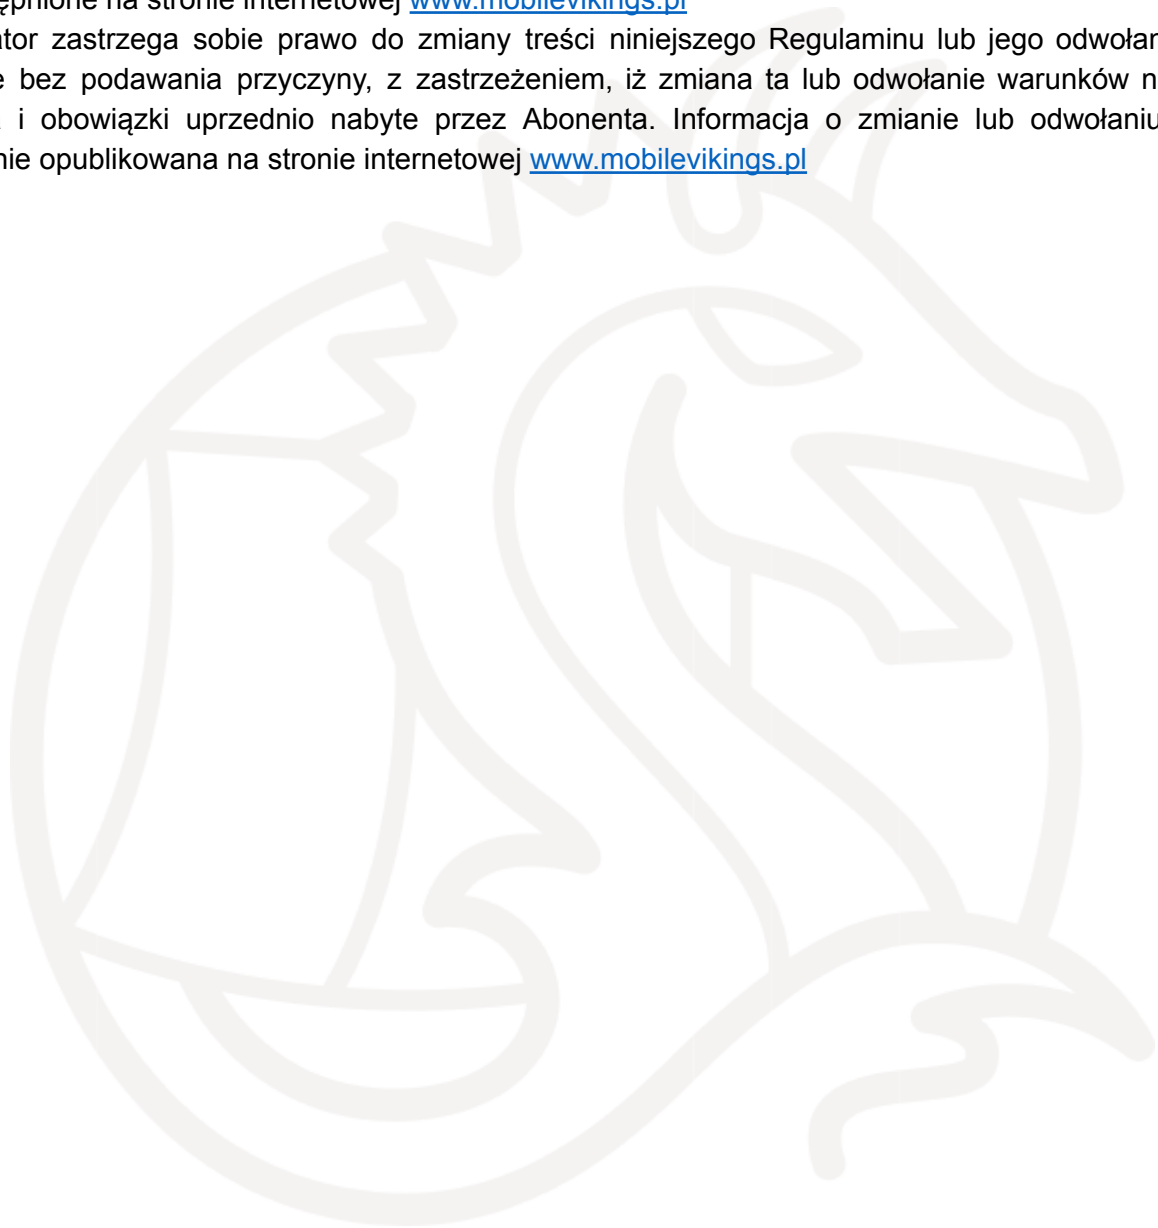 ępnione na stronie internetowej www.mobilevikings.pl
ator zastrzega sobie prawo do zmiany treści niniejszego Regulaminu lub jego odwołan
e bez podawania przyczyny, z zastrzeżeniem, iż zmiana ta lub odwołanie warunków n
i obowiązki uprzednio nabyte przez Abonenta. Informacja o zmianie lub odwołaniu
nie opublikowana na stronie internetowej www.mobilevikings.pl